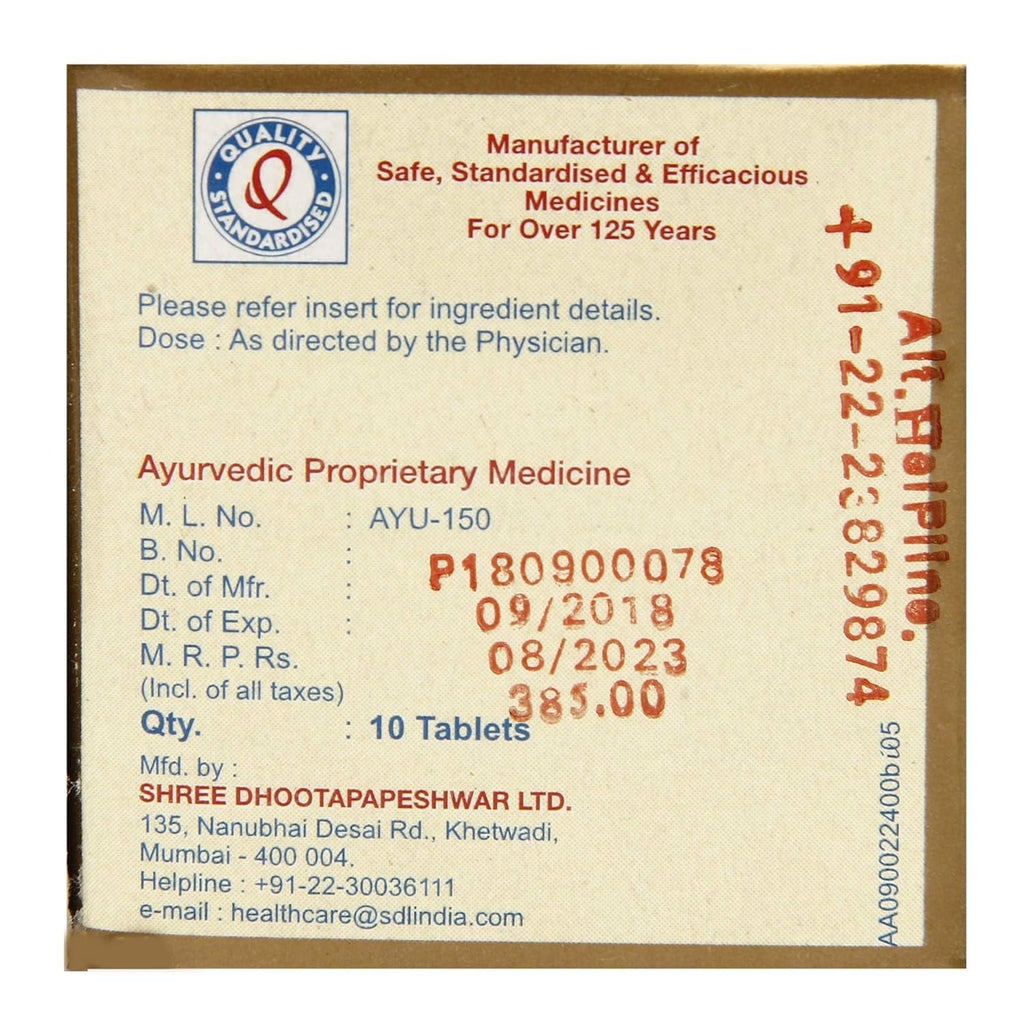 QUALITY
Q
STANDARDISED
Manufacturer of
Safe, Standardised & Efficacious
Medicines
For Over 125 Years
Please refer insert for ingredient details.
Dose : As directed by the Physician.
Ayurvedic Proprietary Medicine
M. L. No. : AYU-150
B. No. : P180900078
Dt. of Mfr. : 09/2018
Dt. of Exp. : 08/2023
M. R. P. Rs. 385.00
(Incl. of all taxes)
Qty. : 10 Tablets
Mfd. by :
SHREE DHOOTAPAPESHWAR LTD.
135, Nanubhai Desai Rd., Khetwadi,
Mumbai - 400 004.
Helpline : +91-22-30036111
e-mail : healthcare@sdlindia.com
Alt. HelpLine.
+91-22-23829874
AA090022400bi05